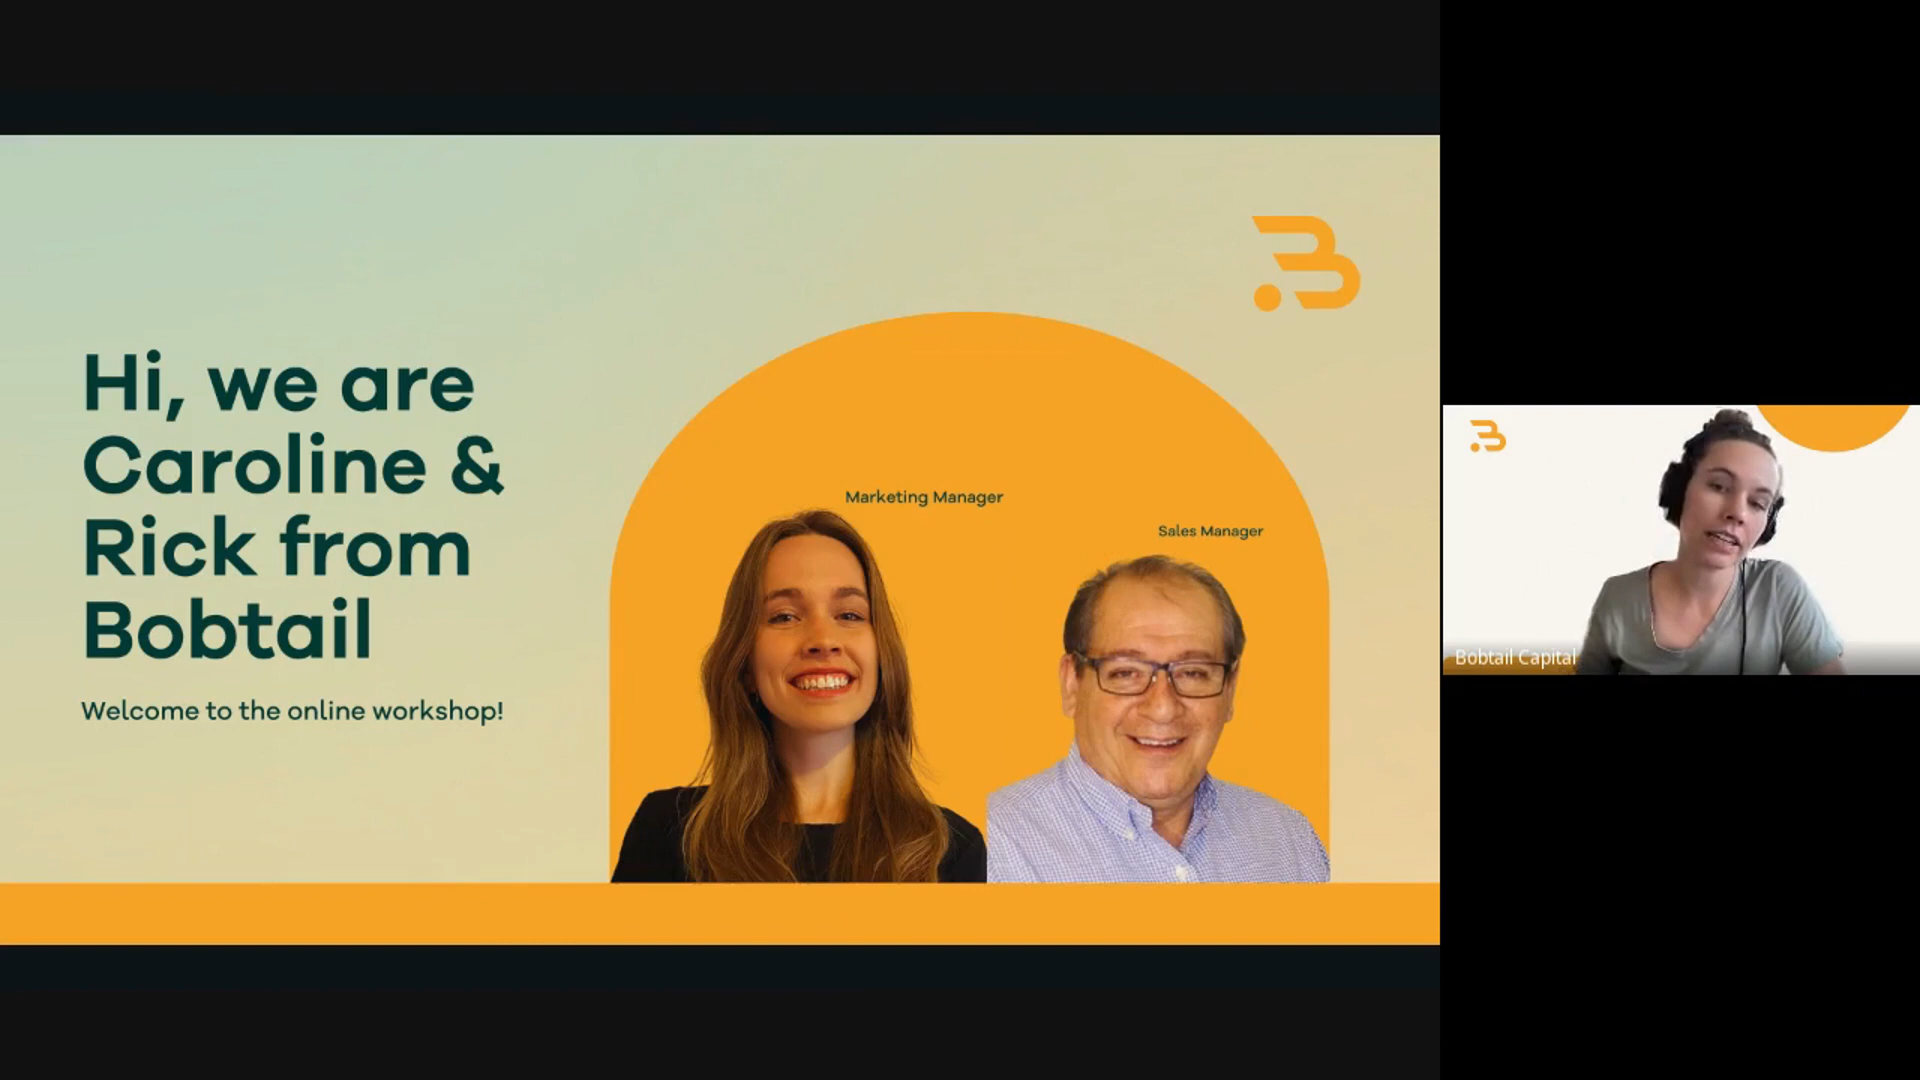 Hi, we are
Caroline &
Rick from
Bobtail
Welcome to the online workshop!
Marketing Manager
Sales Manager
Bobtail Capital